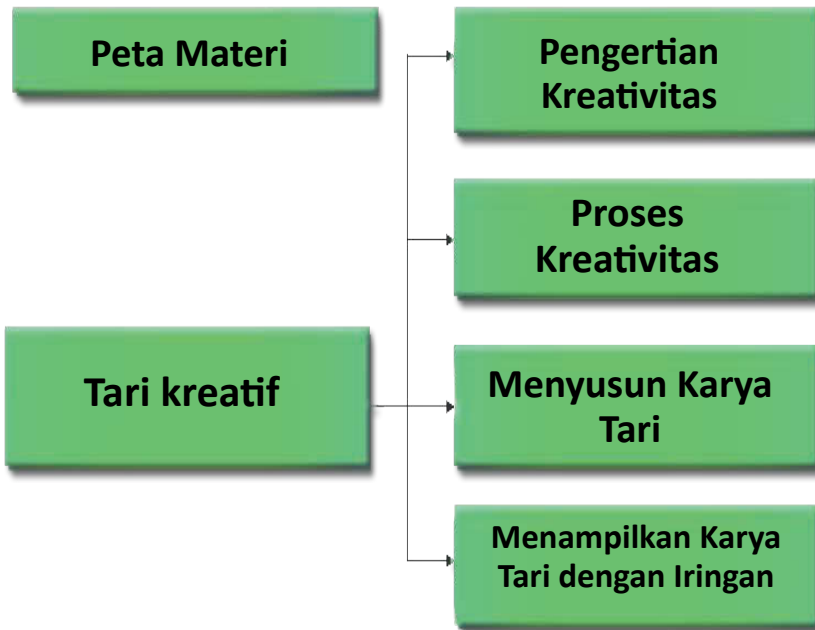 Peta Materi
Pengertian
Kreativitas
Proses
Kreativitas
Tari kreatif
Menyusun Karya
Tari
Menampilkan Karya
Tari dengan Iringan